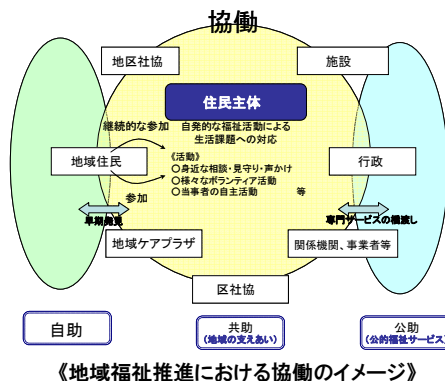 協働
地区社協
施設
住民主体
継続的な参加
自発的な福祉活動による
生活課題への対応
地域住民
《活動》
○身近な相談・見守り・声かけ
○様々なボランティア活動
○当事者の自主活動　　　等
行政
参加
早期発見
専門サービスの橋渡し
地域ケアプラザ
関係機関、事業者等
区社協
自助
共助
(地域の支えあい)
公助
(公的福祉サービス)
《地域福祉推進における協働のイメージ》